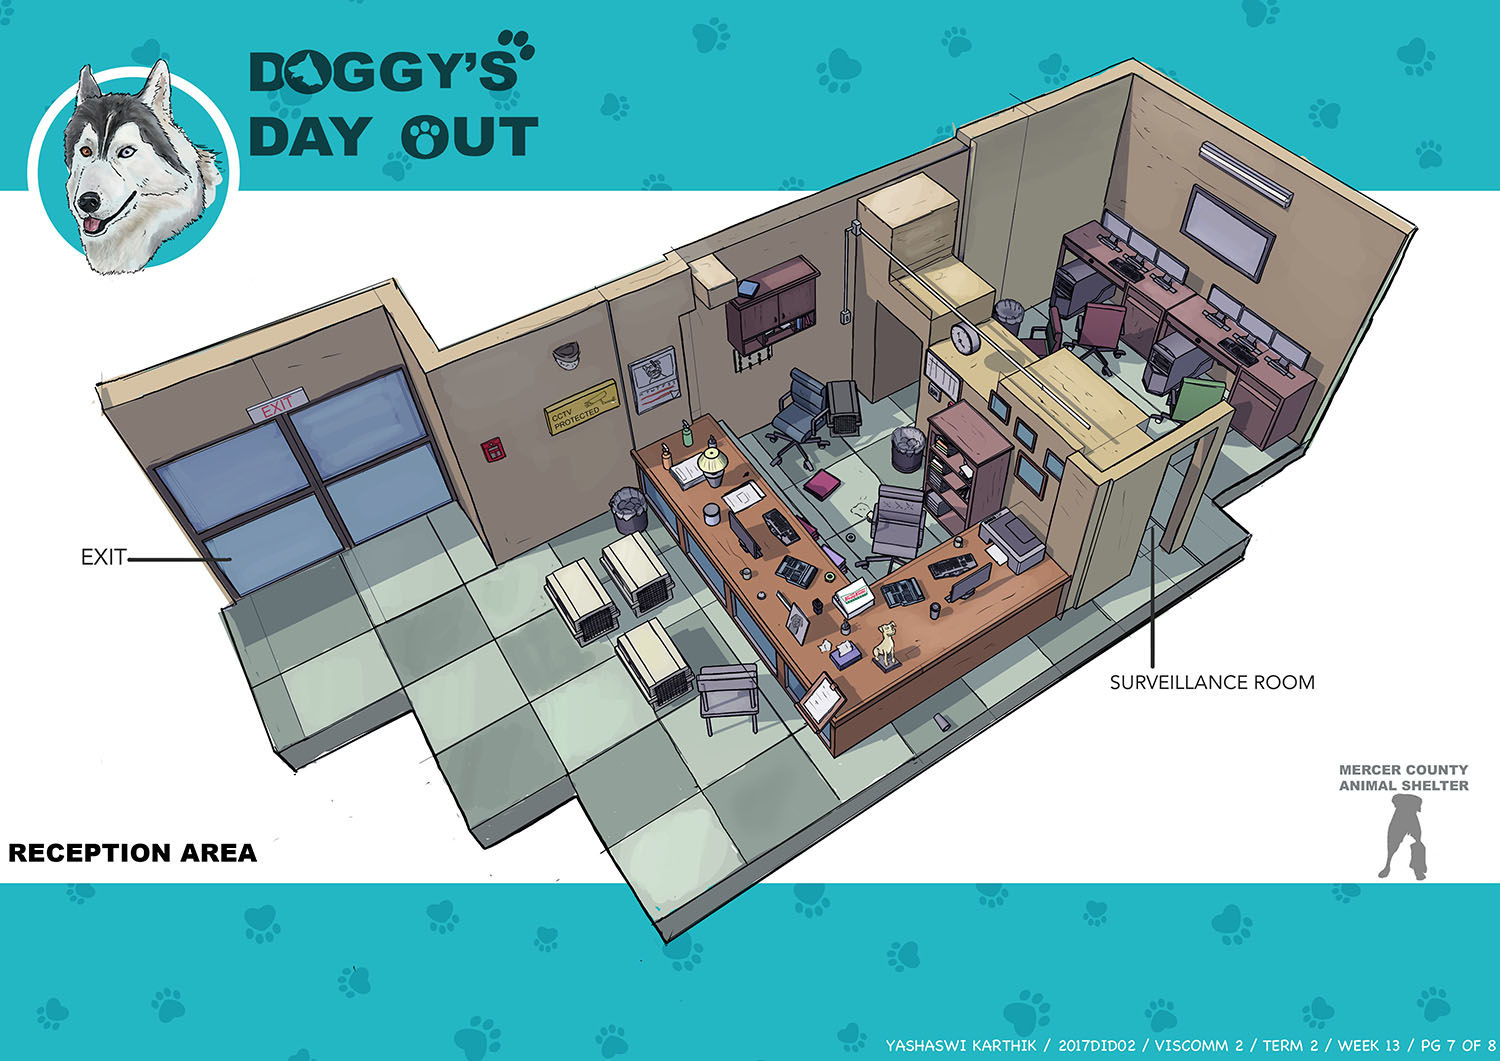 DOGGY'S
DAY OUT
EXIT
CCTV
PROTECTED
EXIT
SURVEILLANCE ROOM
MERCER COUNTY
ANIMAL SHELTER
RECEPTION AREA
YASHASWI KARTHIK / 2017DID02 / VISCOMM 2 / TERM 2 / WEEK 13 / PG 7 OF 8